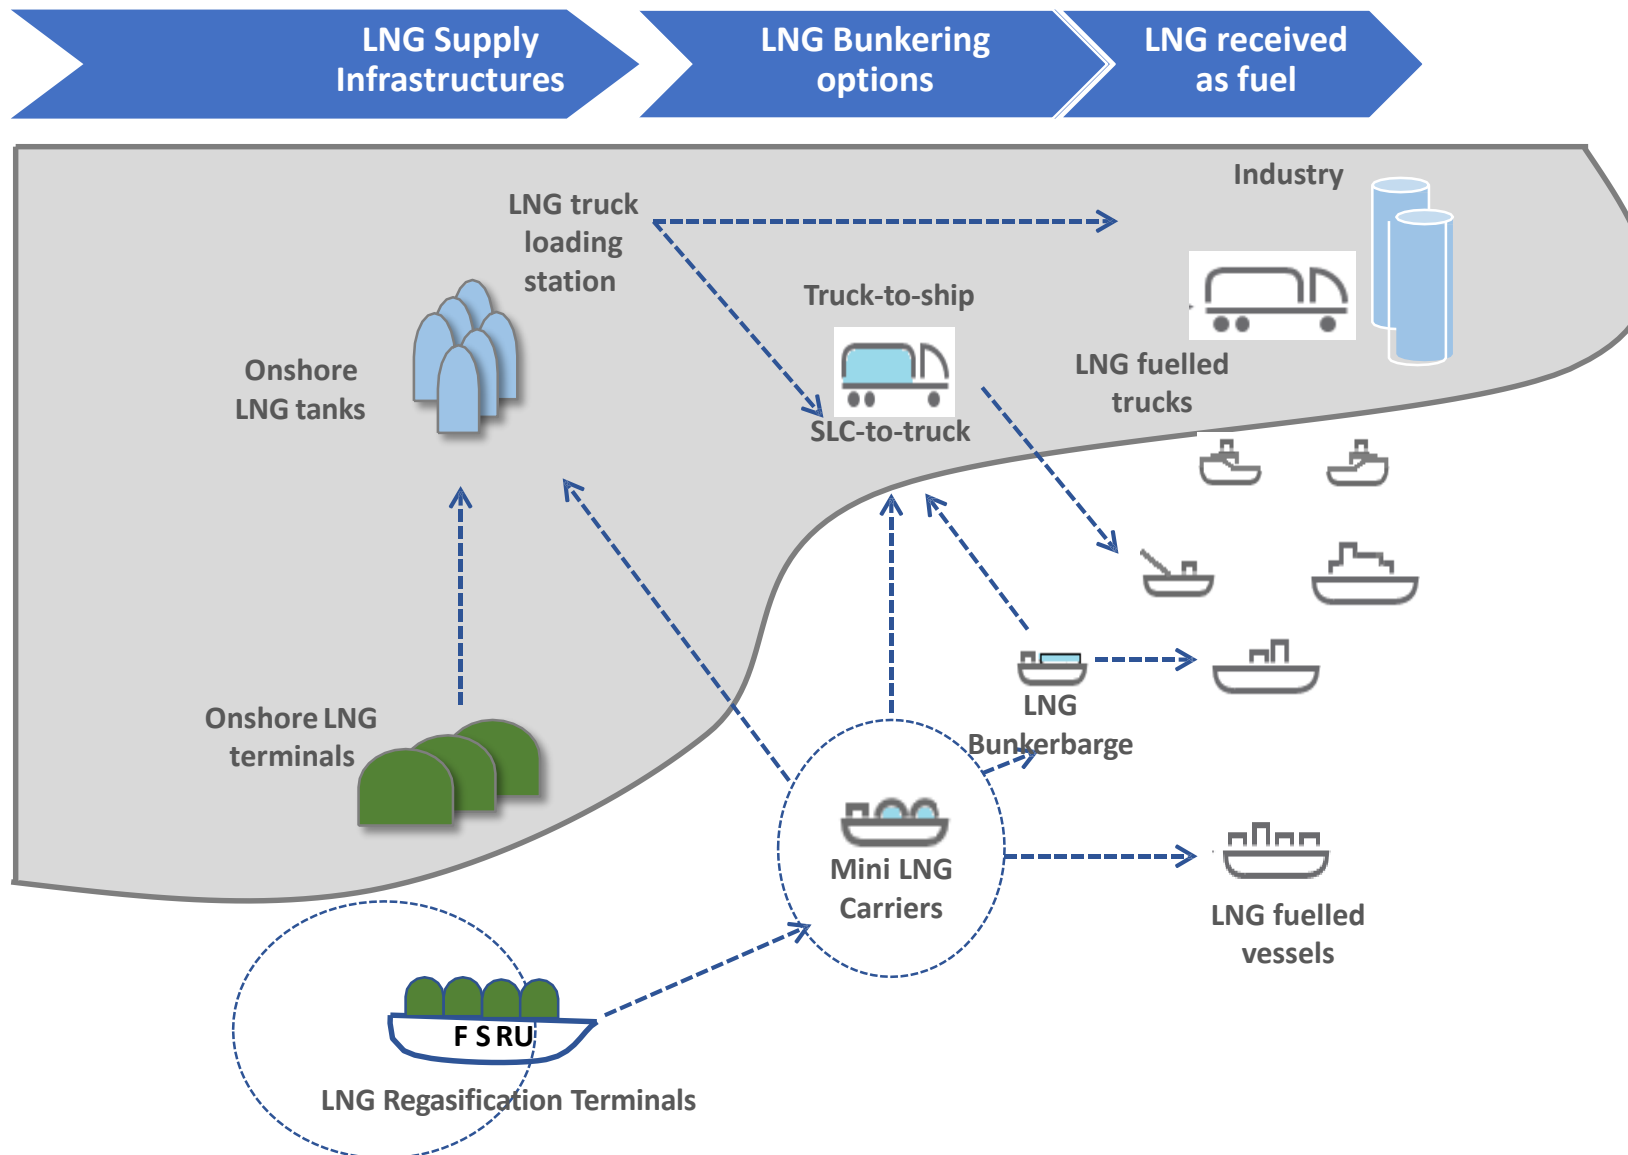 LNG Supply
Infrastructures
LNG Bunkering
options
LNG received
as fuel
Industry
LNG truck
loading
station
Truck-to-ship
Onshore
LNG tanks
LNG fuelled
trucks
SLC-to-truck
Onshore LNG
terminals
LNG
Bunkerbarge
Mini LNG
Carriers
LNG fuelled
vessels
F S RU
LNG Regasification Terminals